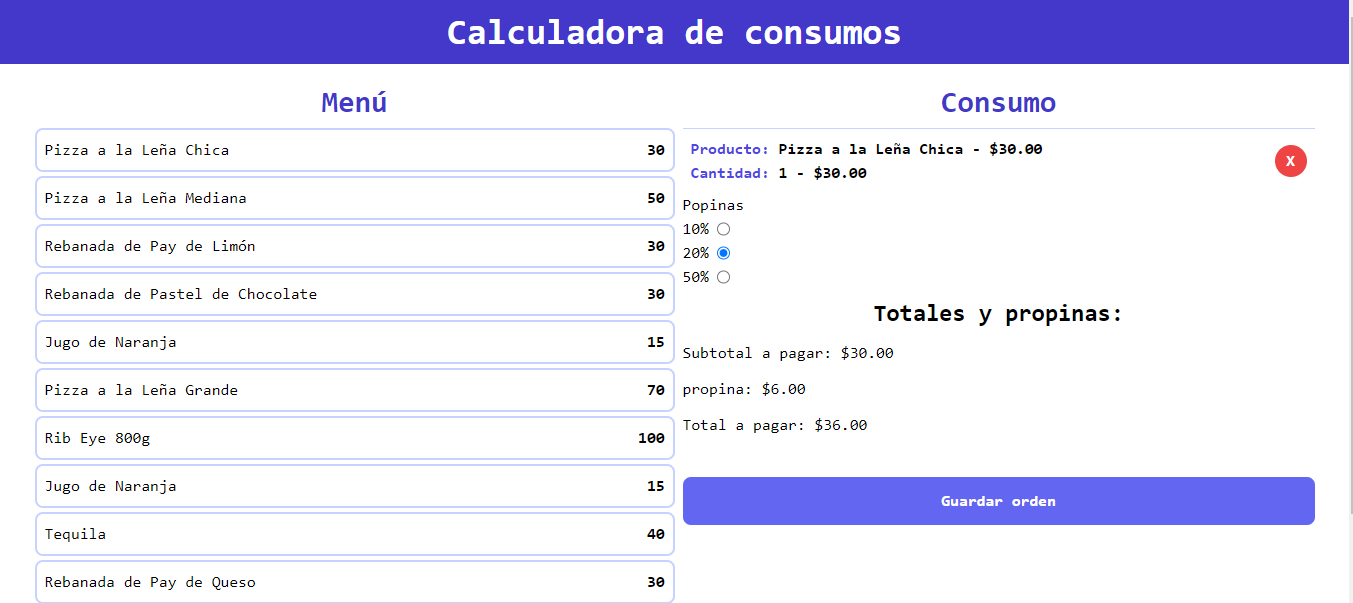 Calculadora de consumos
Menú
Pizza a la Leña Chica 30
Pizza a la Leña Mediana 50
Rebanada de Pay de Limón 30
Rebanada de Pastel de Chocolate 30
Jugo de Naranja 15
Pizza a la Leña Grande 70
Rib Eye 800g 100
Jugo de Naranja 15
Tequila 40
Rebanada de Pay de Queso 30
Consumo
Producto: Pizza a la Leña Chica - $30.00
Cantidad: 1 - $30.00
X
Popinas
10%
20%
50%
Totales y propinas:
Subtotal a pagar: $30.00
propina: $6.00
Total a pagar: $36.00
Guardar orden